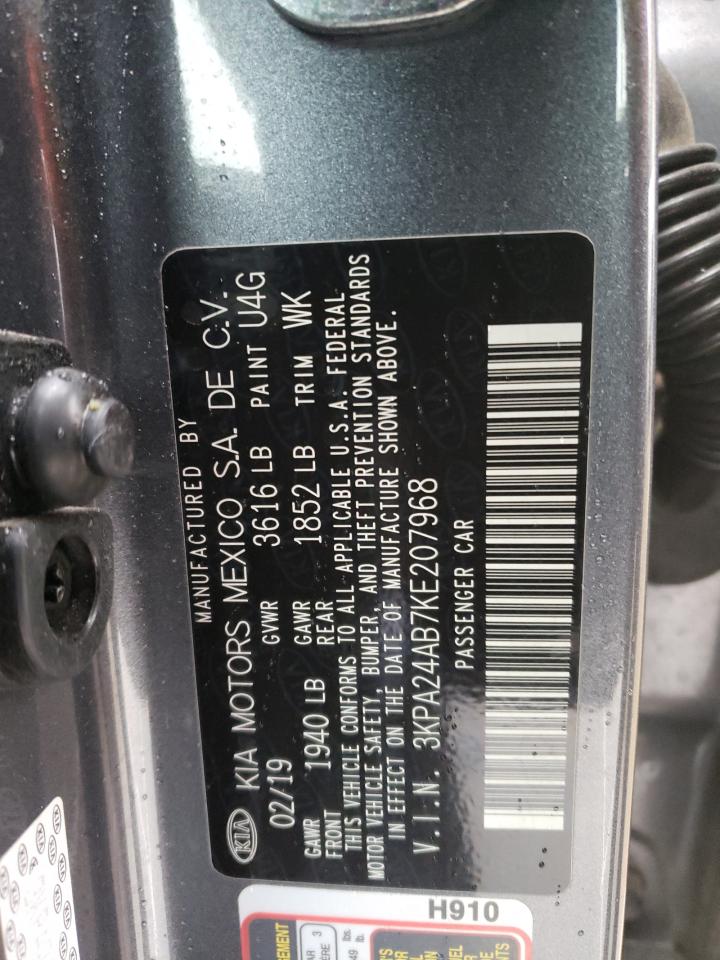 MANUFACTURED BY
KIA KIA MOTORS MEXICO S.A. DE C.V.
02/19 GVWR 3616 LB PAINT U4G
GAWR FRONT 1940 LB GAWR REAR 1852 LB TRIM WK
THIS VEHICLE CONFORMS TO ALL APPLICABLE U.S.A. FEDERAL
MOTOR VEHICLE SAFETY, BUMPER, AND THEFT PREVENTION STANDARDS
IN EFFECT ON THE DATE OF MANUFACTURE SHOWN ABOVE.
V.I.N. 3KPA24AB7KE207968
PASSENGER CAR
H910